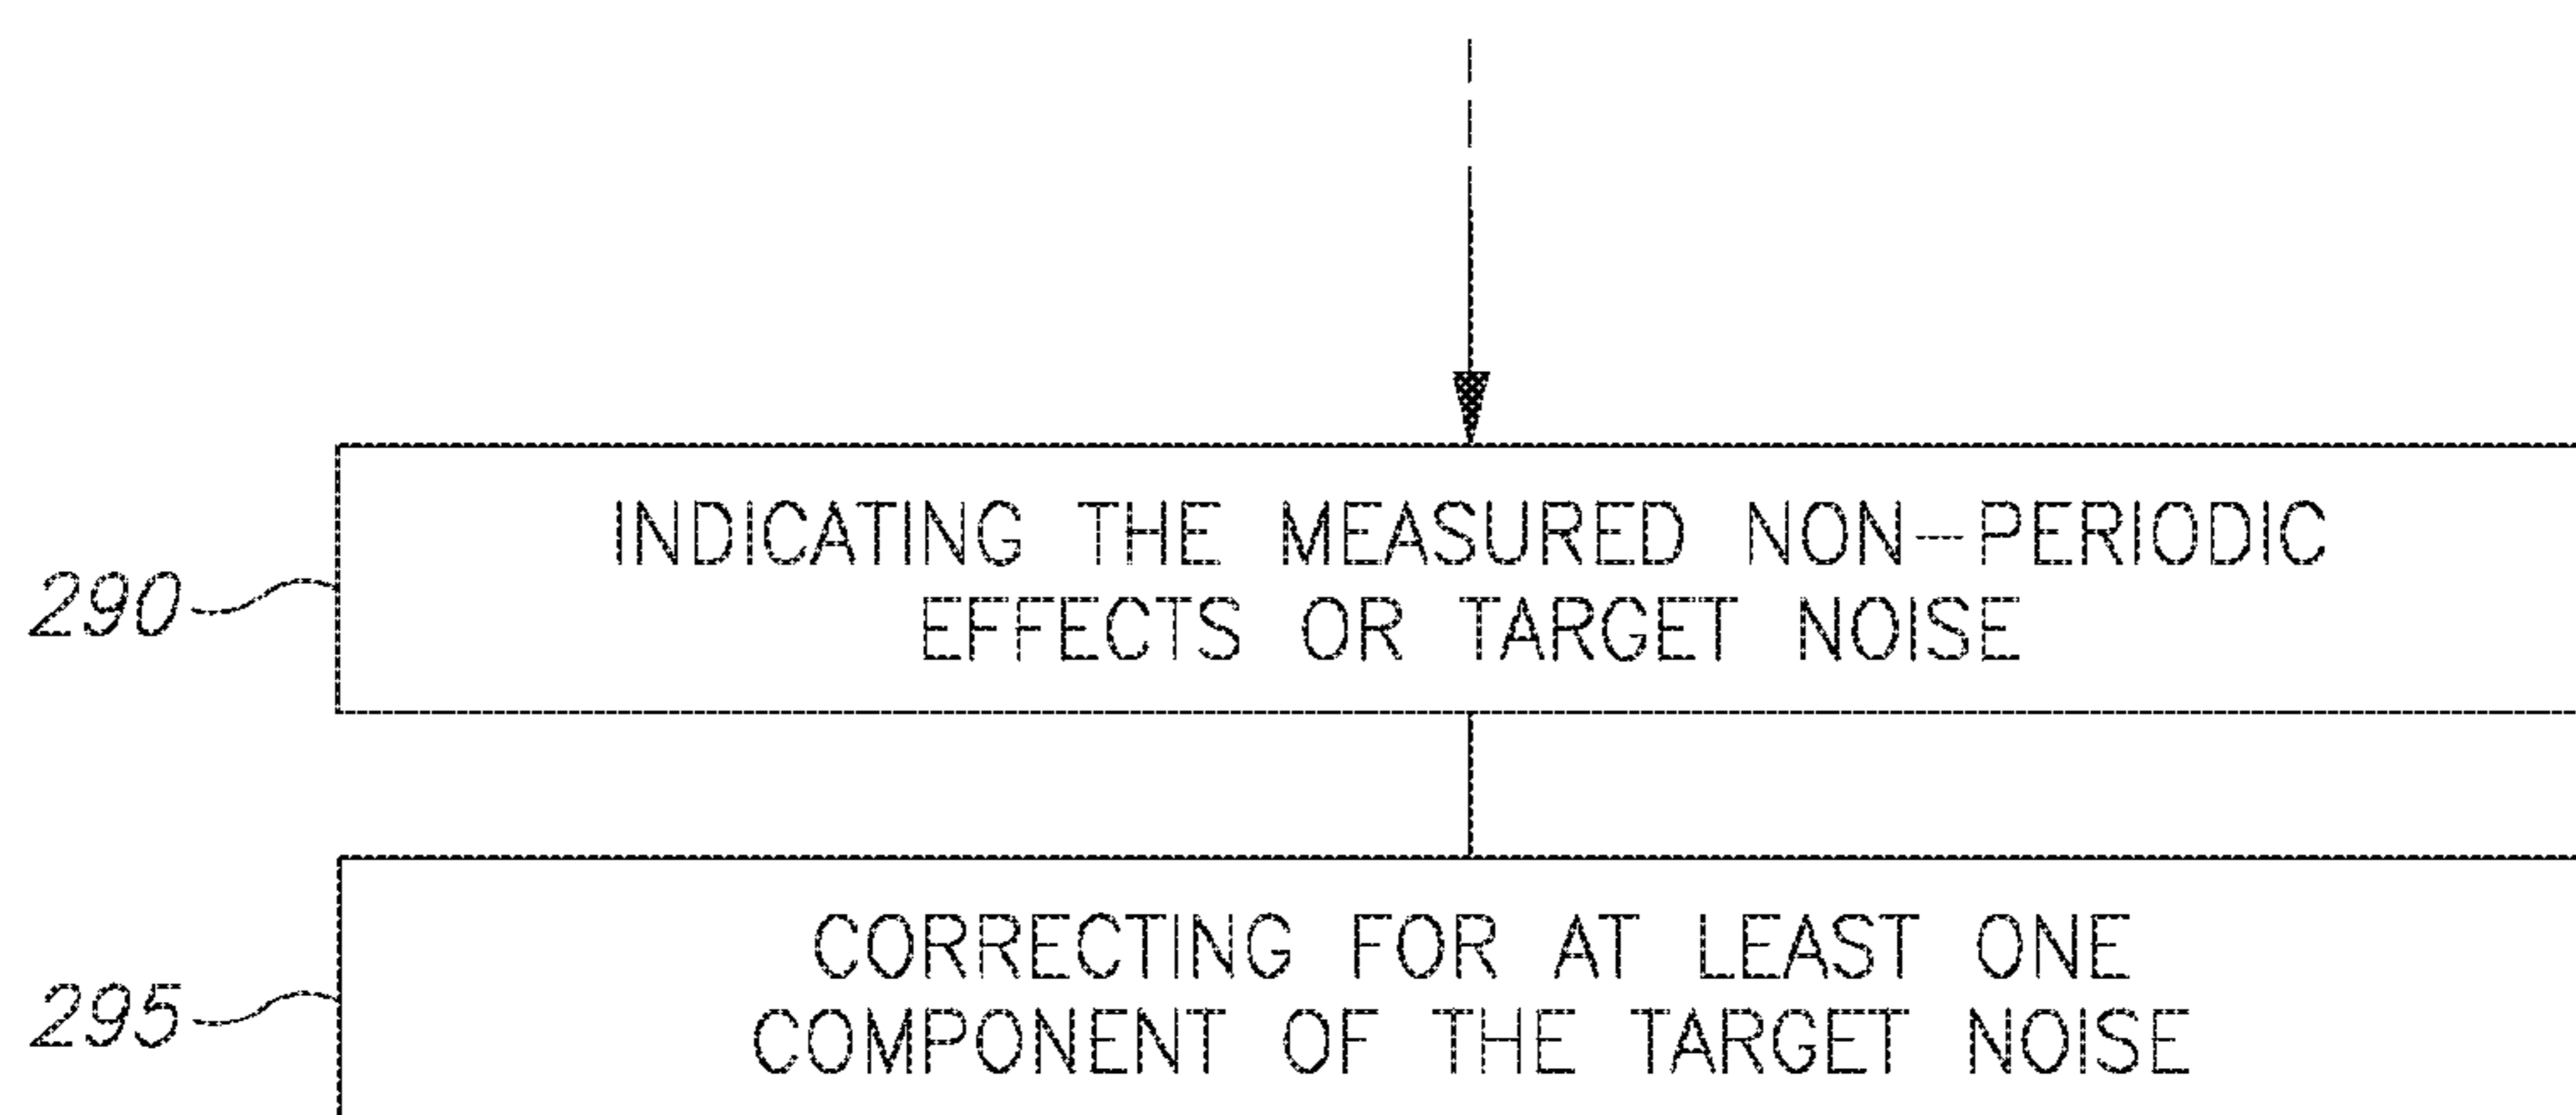 INDICATING THE MEASURED NON-PERIODIC
EFFECTS OR TARGET NOISE
290
CORRECTING FOR AT LEAST ONE
COMPONENT OF THE TARGET NOISE
295